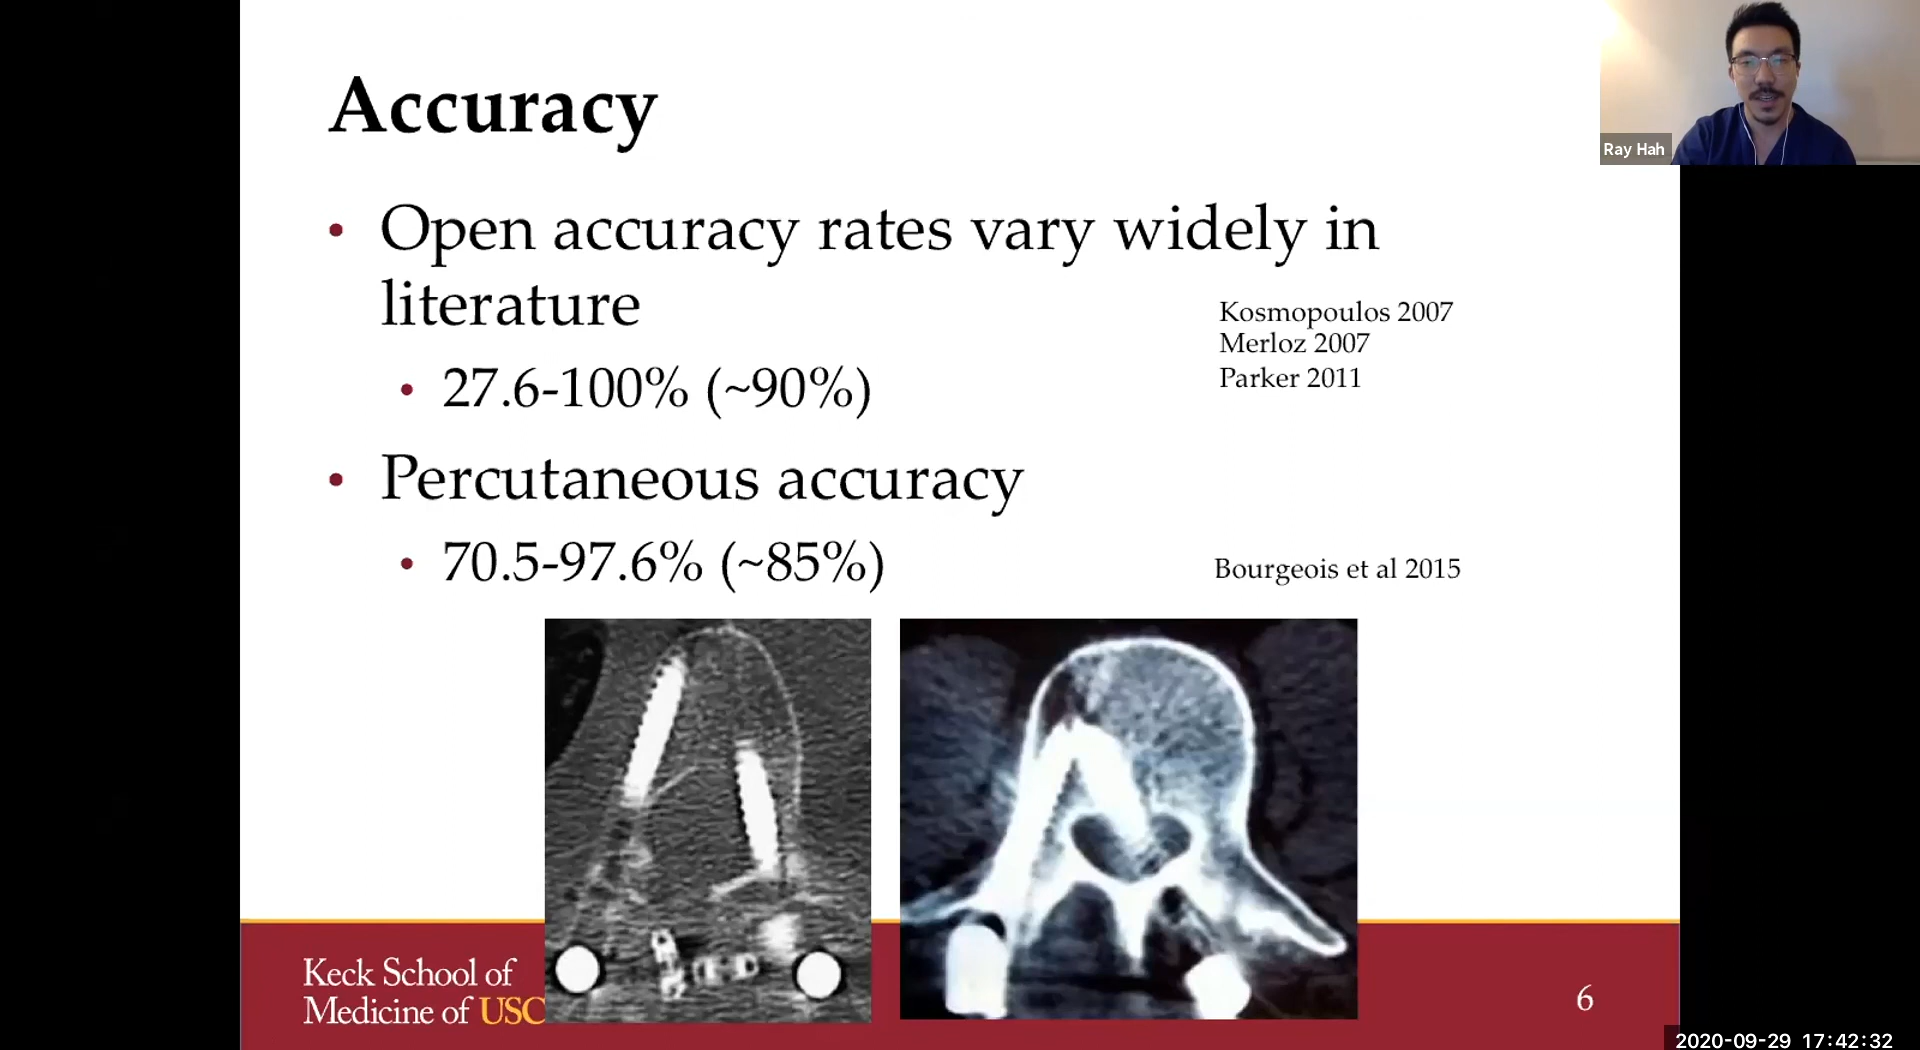 Accuracy
Ray Hah
• Open accuracy rates vary widely in
literature
Kosmopoulos 2007
Merloz 2007
Parker 2011
• 27.6-100% (~90%)
• Percutaneous accuracy
• 70.5-97.6% (~85%)
Bourgeois et al 2015
Keck School of
Medicine of USC
6
2020-09-29 17:42:32